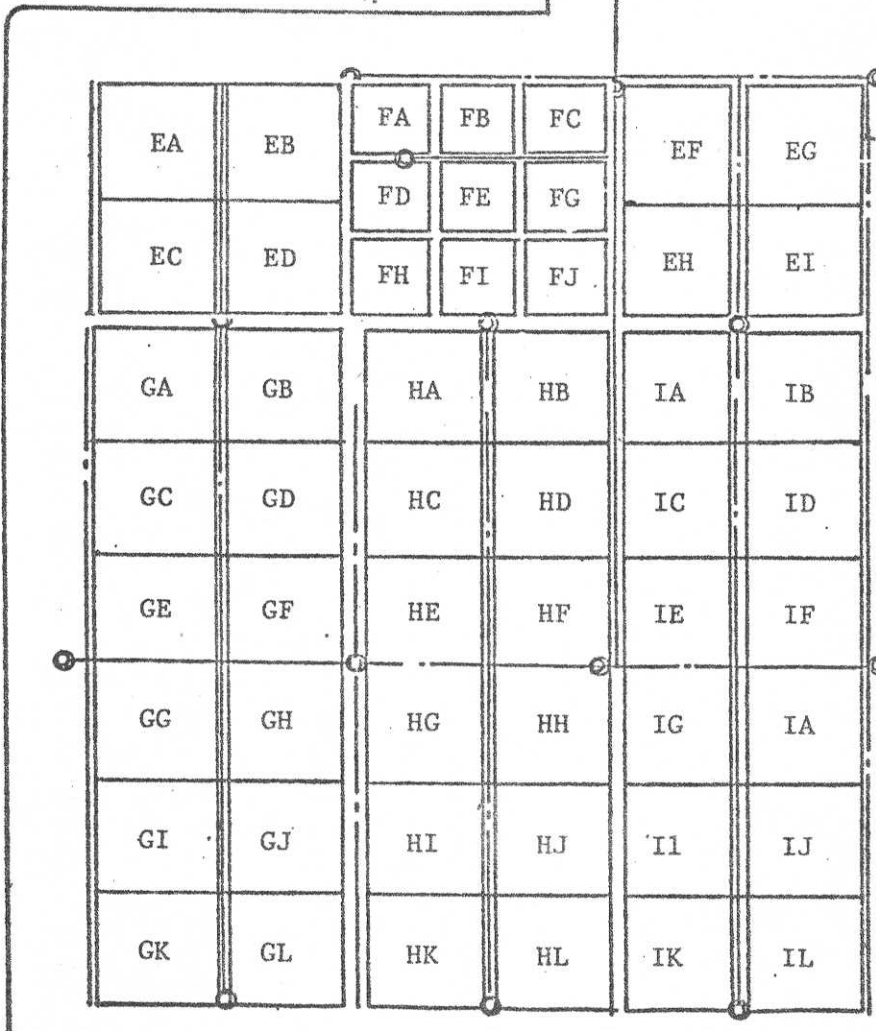 EA EB FA FB FC EF EG
FD FE FG
EC ED FH FI FJ EH EI
GA GB HA HB IA IB
GC GD HC HD IC ID
GE GF HE HF IE IF
GG GH HG HH IG IA
GI GJ HI HJ I1 IJ
GK GL HK HL IK IL